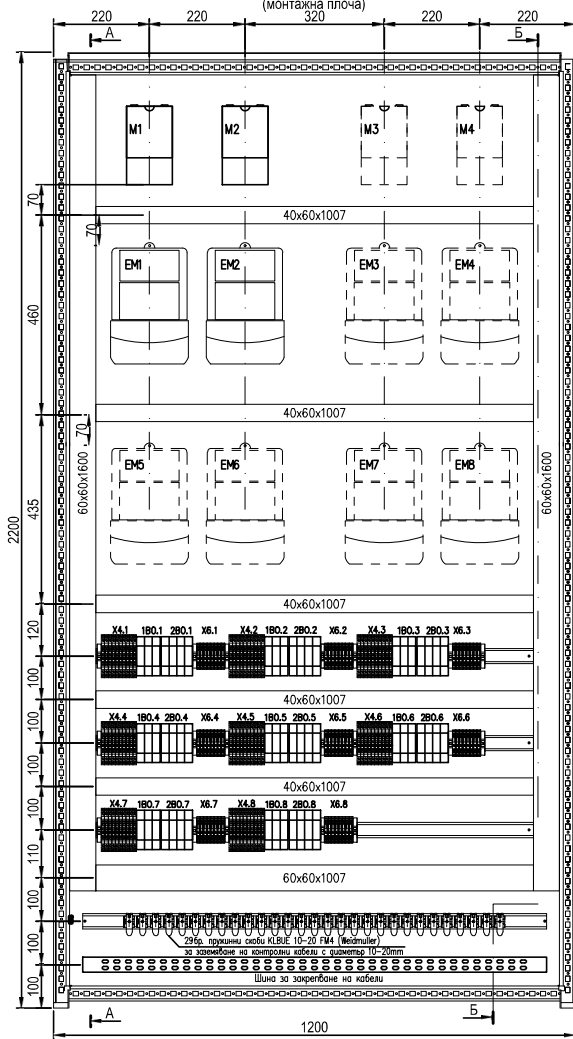 (монтажна плоча)
220 220 320 220 220
А Б
M1 M2 M3 M4
70
40x60x1007
70
EM1 EM2 EM3 EM4
460
40x60x1007
70
EM5 EM6 EM7 EM8
60x60x1600 60x60x1600
435
2200
40x60x1007
120
X4.1 1B0.1 2B0.1 X6.1 X4.2 1B0.2 2B0.2 X6.2 X4.3 1B0.3 2B0.3 X6.3
100
40x60x1007
100
X4.4 1B0.4 2B0.4 X6.4 X4.5 1B0.5 2B0.5 X6.5 X4.6 1B0.6 2B0.6 X6.6
100
40x60x1007
100
X4.7 1B0.7 2B0.7 X6.7 X4.8 1B0.8 2B0.8 X6.8
110
60x60x1007
100
29бр. пружинни скоби KLBUE 10-20 FM4 (Weidmuller)
за заземяване на контролни кабели с диаметър 10-20mm
100
Шина за закрепване на кабели
100
А Б
1200